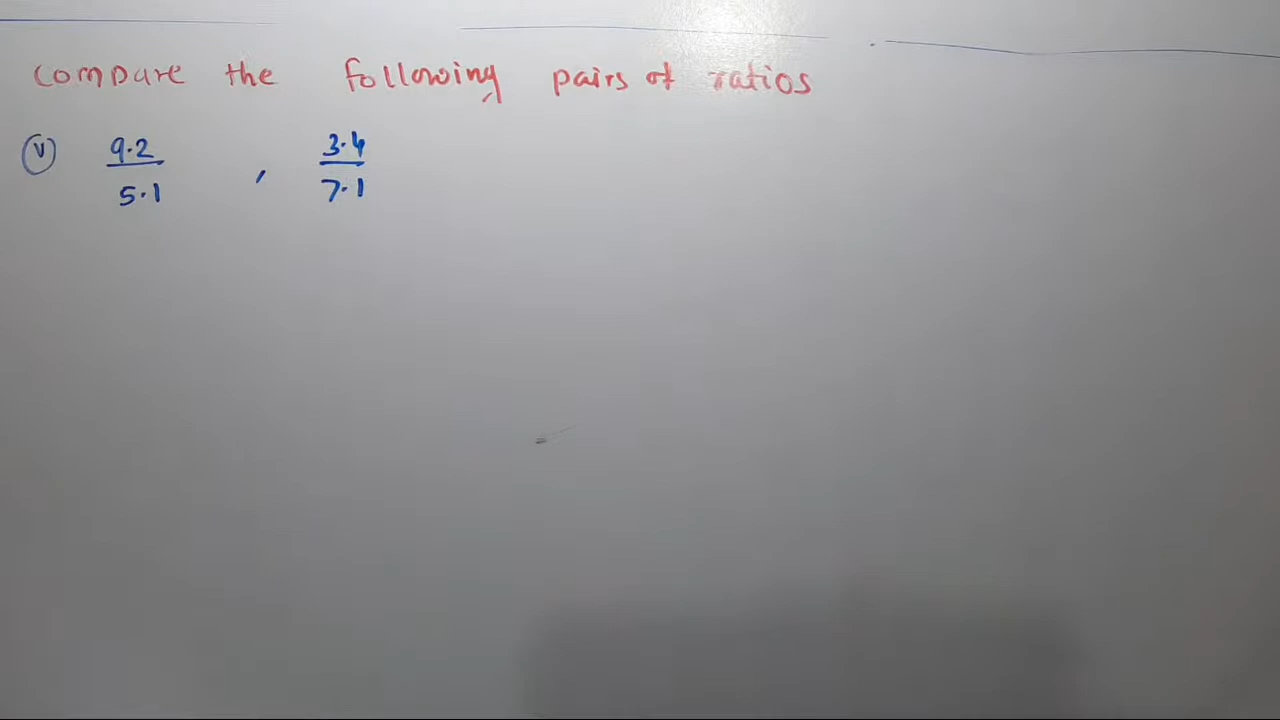 compare the following pairs of ratios
(v) 9.2/5.1 , 3.4/7.1